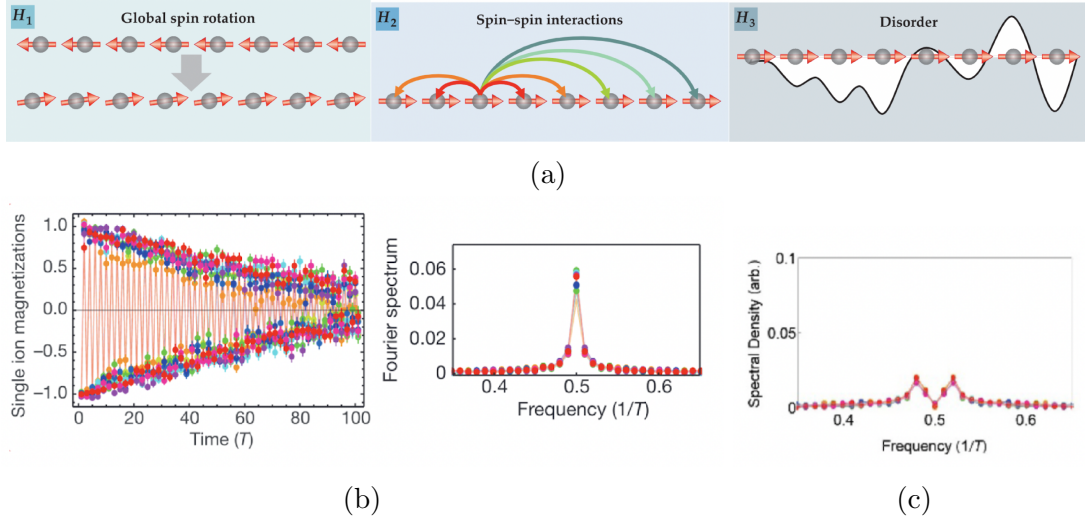 H₁ Global spin rotation
H₂ Spin–spin interactions
H₃ Disorder
(a)
Single ion magnetizations
1.0
0.5
0.0
−0.5
−1.0
0 20 40 60 80 100
Time (T)
Fourier spectrum
0.06
0.04
0.02
0
0.4 0.5 0.6
Frequency (1/T)
Spectral Density (arb.)
0.1
0.05
0
0.4 0.5 0.6
Frequency (1/T)
(b)
(c)